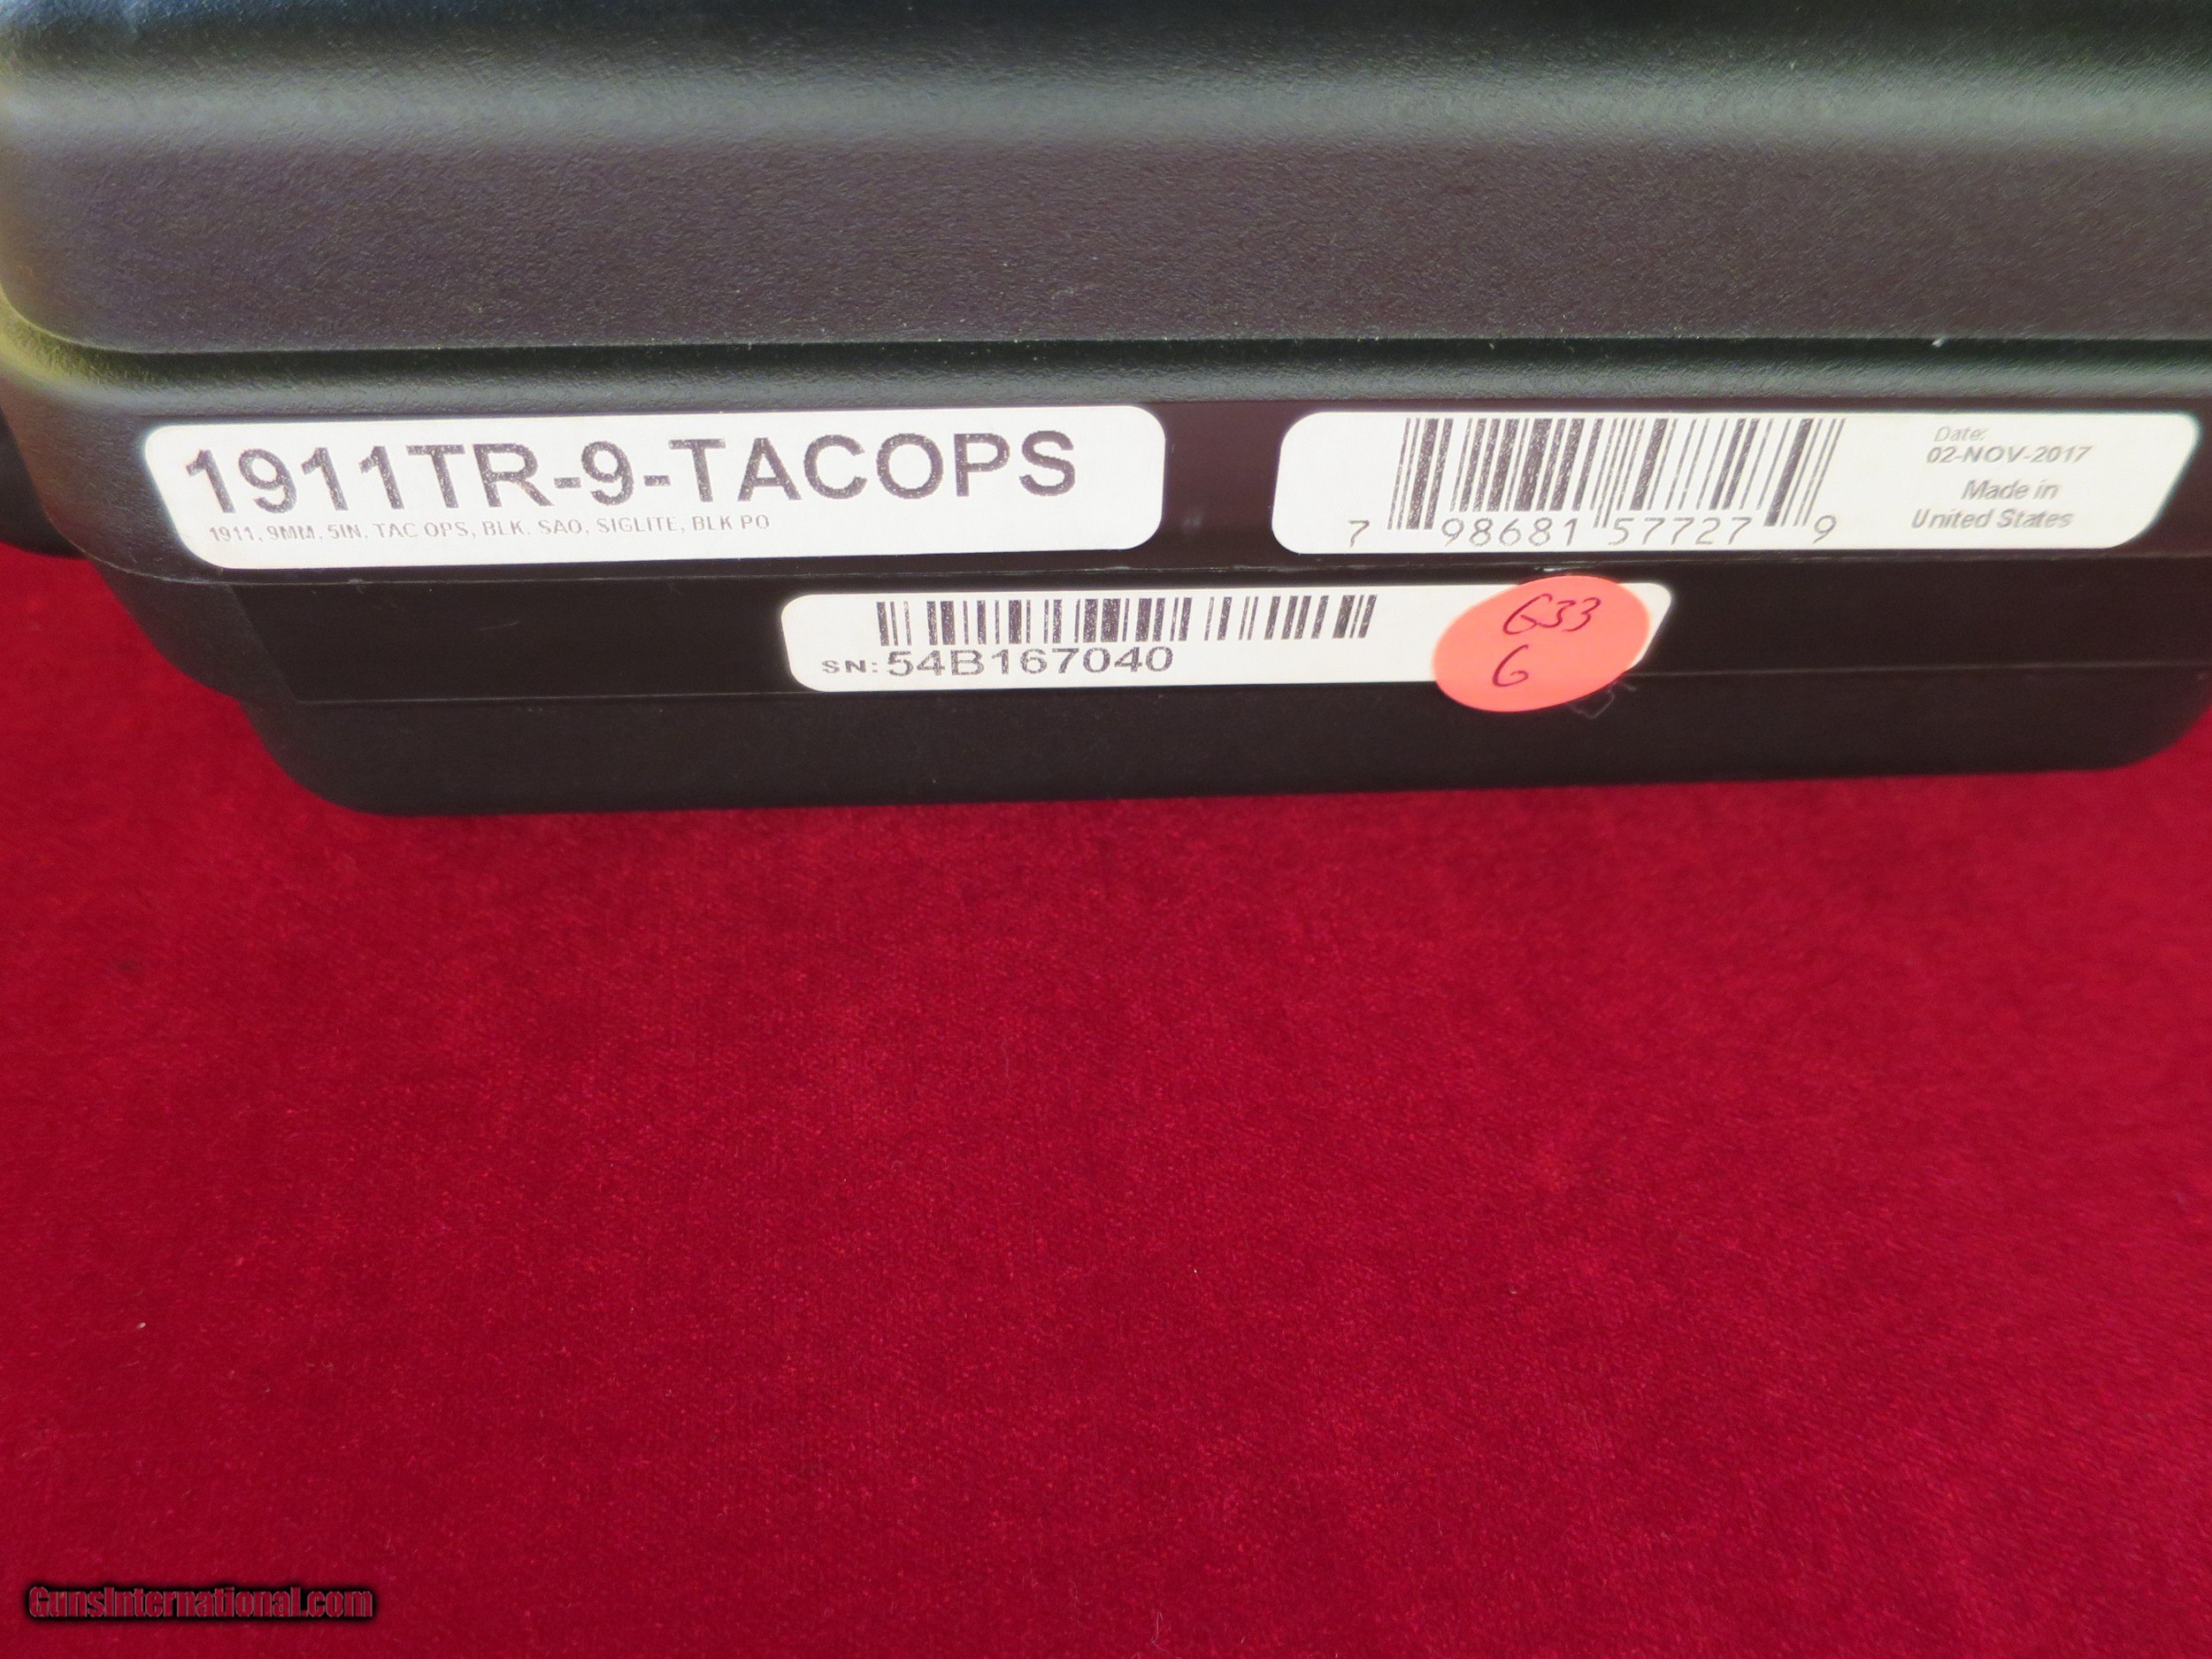 1911TR-9-TACOPS
1911, 9MM, 5IN, TAC OPS, BLK, SAO, SIGLITE, BLK PO
7 98681 57727 9
Date:
02-NOV-2017
Made in
United States
SN: 54B167040
G33
G
GunsInternational.com